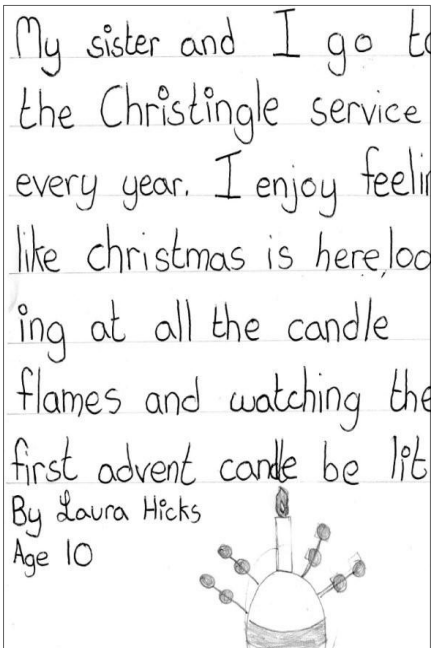 My sister and I go to
the Christingle service
every year. I enjoy feelin
like christmas is here, loo
ing at all the candle
flames and watching the
first advent candle be lit
By Laura Hicks
Age 10